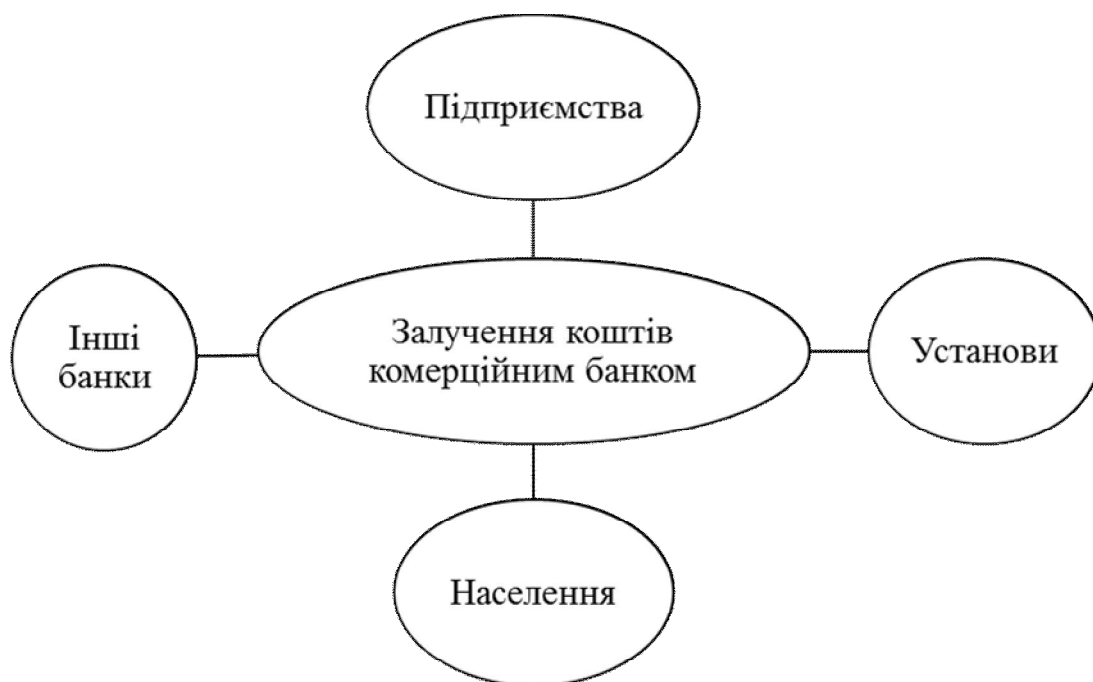 Підприємства
Інші
банки
Залучення коштів
комерційним банком
Установи
Населення